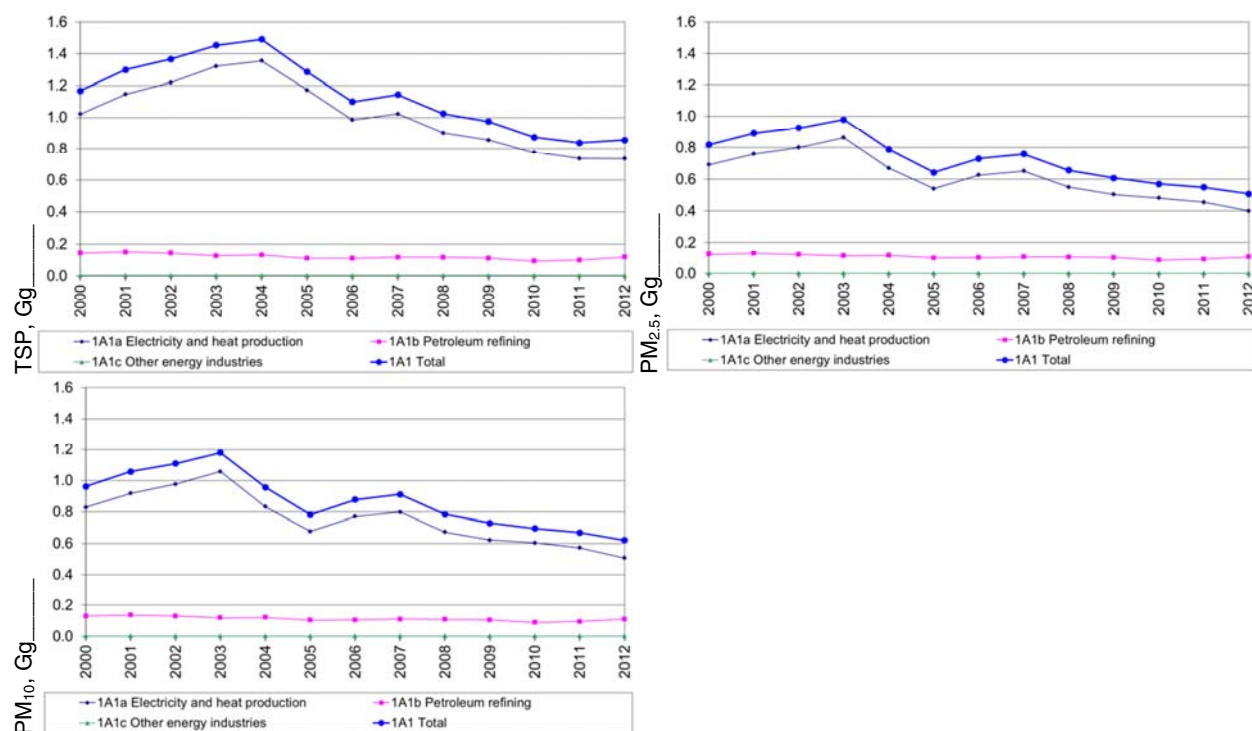 1.6
1.4
1.2
1.0
0.8
0.6
0.4
0.2
0.0
2000 2001 2002 2003 2004 2005 2006 2007 2008 2009 2010 2011 2012
TSP, Gg
1A1a Electricity and heat production 1A1b Petroleum refining
1A1c Other energy industries 1A1 Total
1.6
1.4
1.2
1.0
0.8
0.6
0.4
0.2
0.0
2000 2001 2002 2003 2004 2005 2006 2007 2008 2009 2010 2011 2012
PM2.5, Gg
1A1a Electricity and heat production 1A1b Petroleum refining
1A1c Other energy industries 1A1 Total
1.6
1.4
1.2
1.0
0.8
0.6
0.4
0.2
0.0
2000 2001 2002 2003 2004 2005 2006 2007 2008 2009 2010 2011 2012
PM10, Gg
1A1a Electricity and heat production 1A1b Petroleum refining
1A1c Other energy industries 1A1 Total